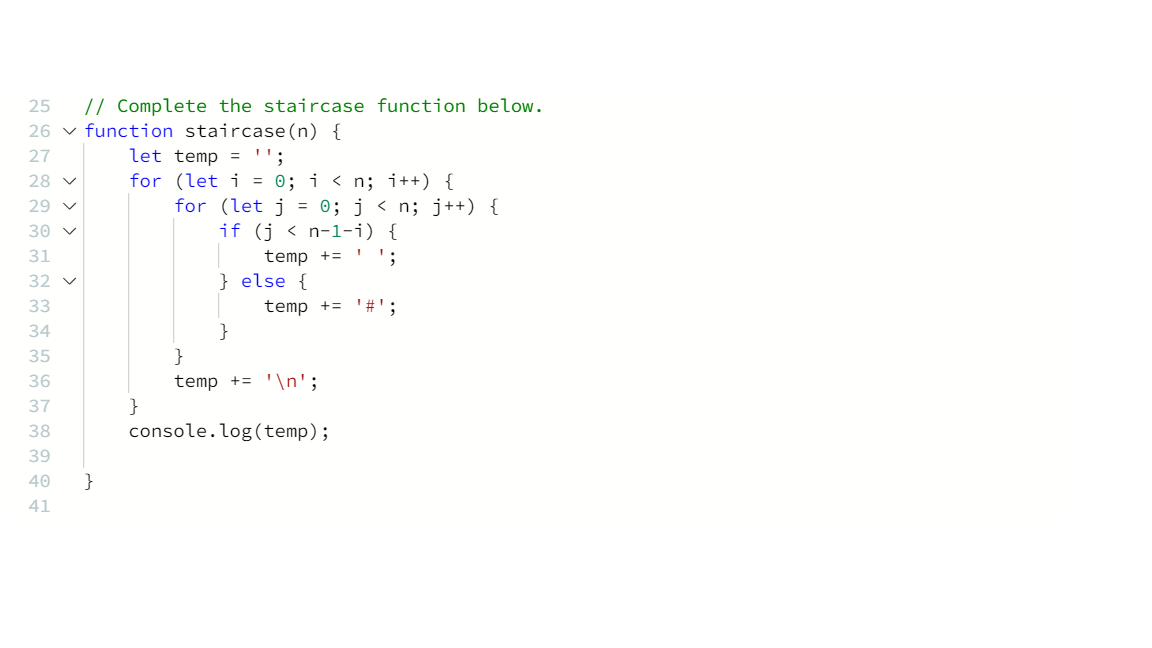 25 // Complete the staircase function below.
26 function staircase(n) {
27     let temp = '';
28     for (let i = 0; i < n; i++) {
29         for (let j = 0; j < n; j++) {
30             if (j < n-1-i) {
31                 temp += ' ';
32             } else {
33                 temp += '#';
34             }
35         }
36         temp += '\n';
37     }
38     console.log(temp);
39
40 }
41